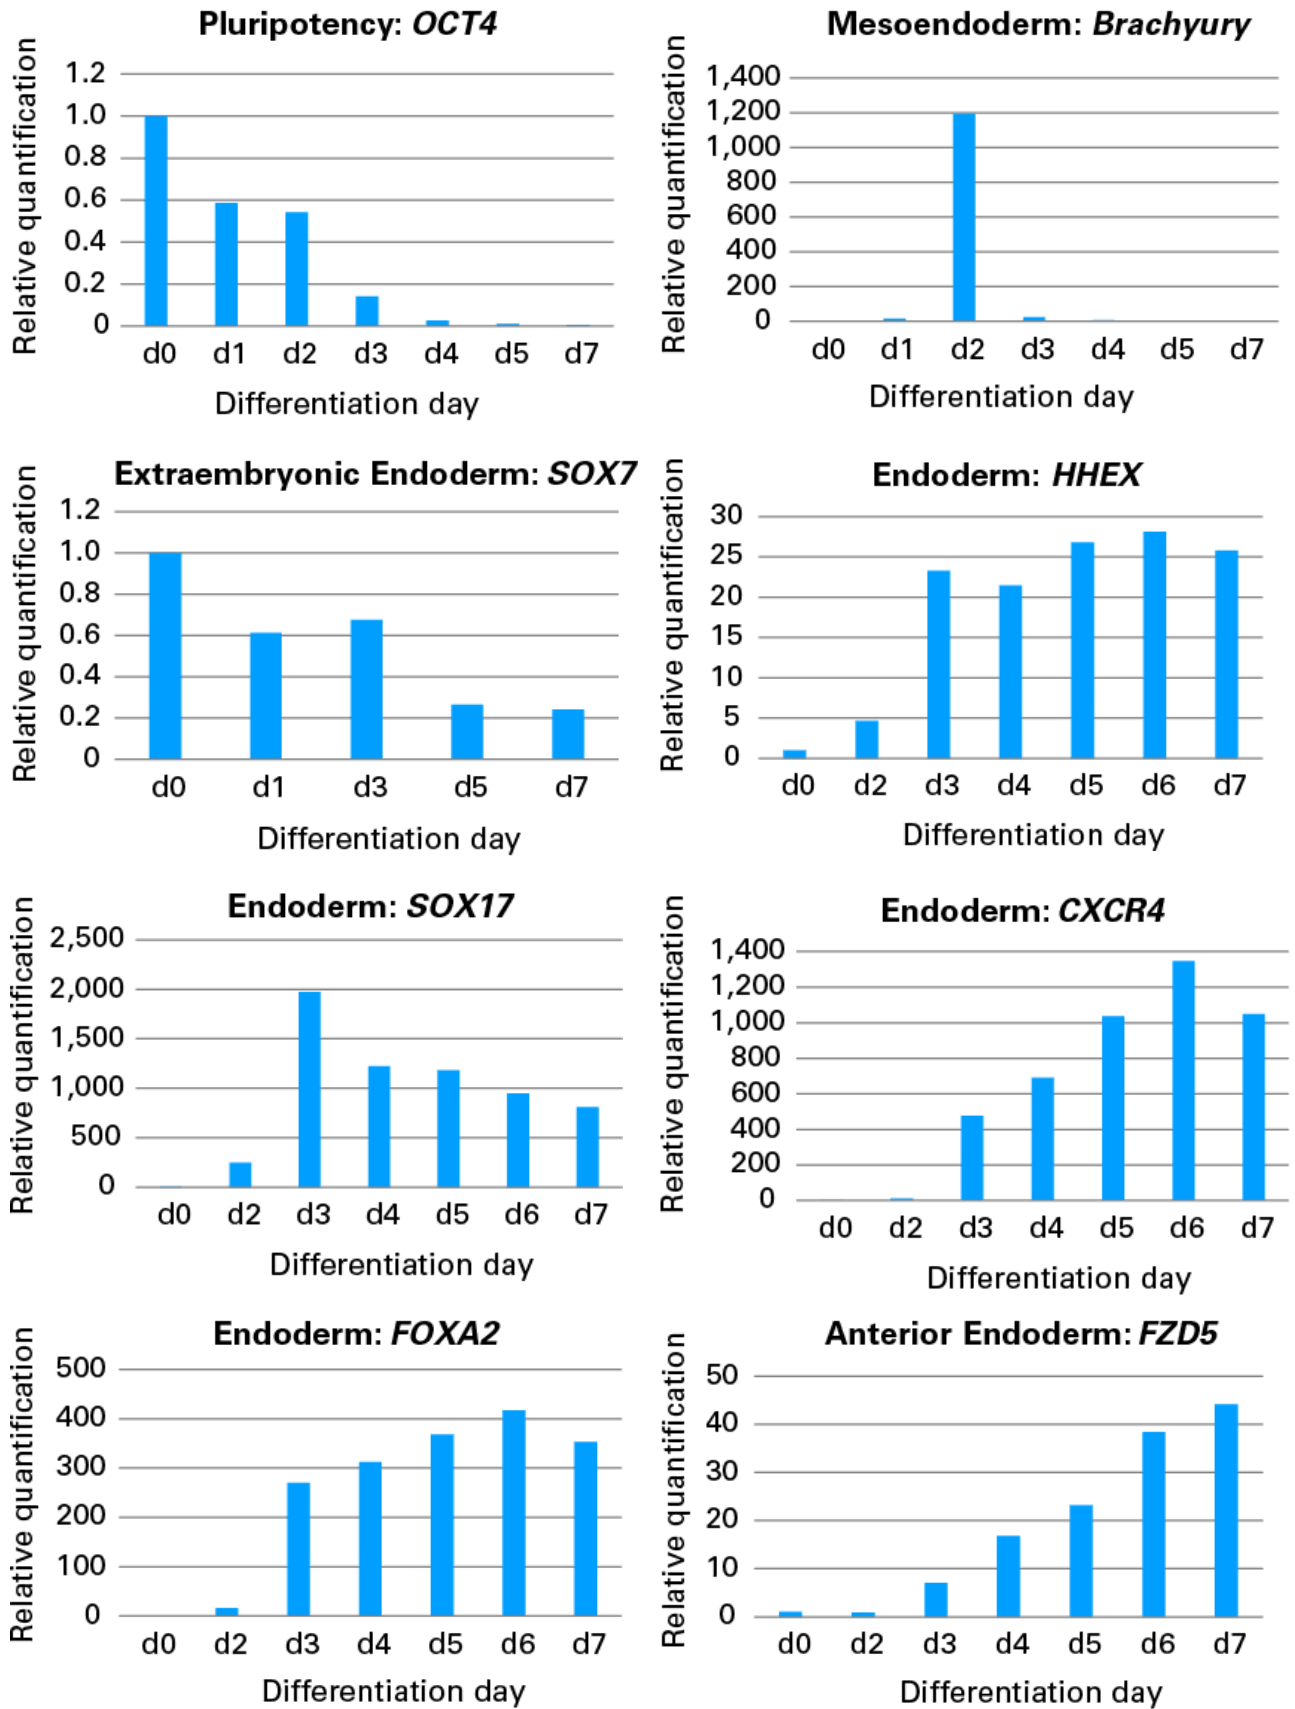 Pluripotency: OCT4
Relative quantification
1.2
1.0
0.8
0.6
0.4
0.2
0
d0 d1 d2 d3 d4 d5 d7
Differentiation day
Mesoendoderm: Brachyury
Relative quantification
1,400
1,200
1,000
800
600
400
200
0
d0 d1 d2 d3 d4 d5 d7
Differentiation day
Extraembryonic Endoderm: SOX7
Relative quantification
1.2
1.0
0.8
0.6
0.4
0.2
0
d0 d1 d3 d5 d7
Differentiation day
Endoderm: HHEX
Relative quantification
30
25
20
15
10
5
0
d0 d2 d3 d4 d5 d6 d7
Differentiation day
Endoderm: SOX17
Relative quantification
2,500
2,000
1,500
1,000
500
0
d0 d2 d3 d4 d5 d6 d7
Differentiation day
Endoderm: CXCR4
Relative quantification
1,400
1,200
1,000
800
600
400
200
0
d0 d2 d3 d4 d5 d6 d7
Differentiation day
Endoderm: FOXA2
Relative quantification
500
400
300
200
100
0
d0 d2 d3 d4 d5 d6 d7
Differentiation day
Anterior Endoderm: FZD5
Relative quantification
50
40
30
20
10
0
d0 d2 d3 d4 d5 d6 d7
Differentiation day